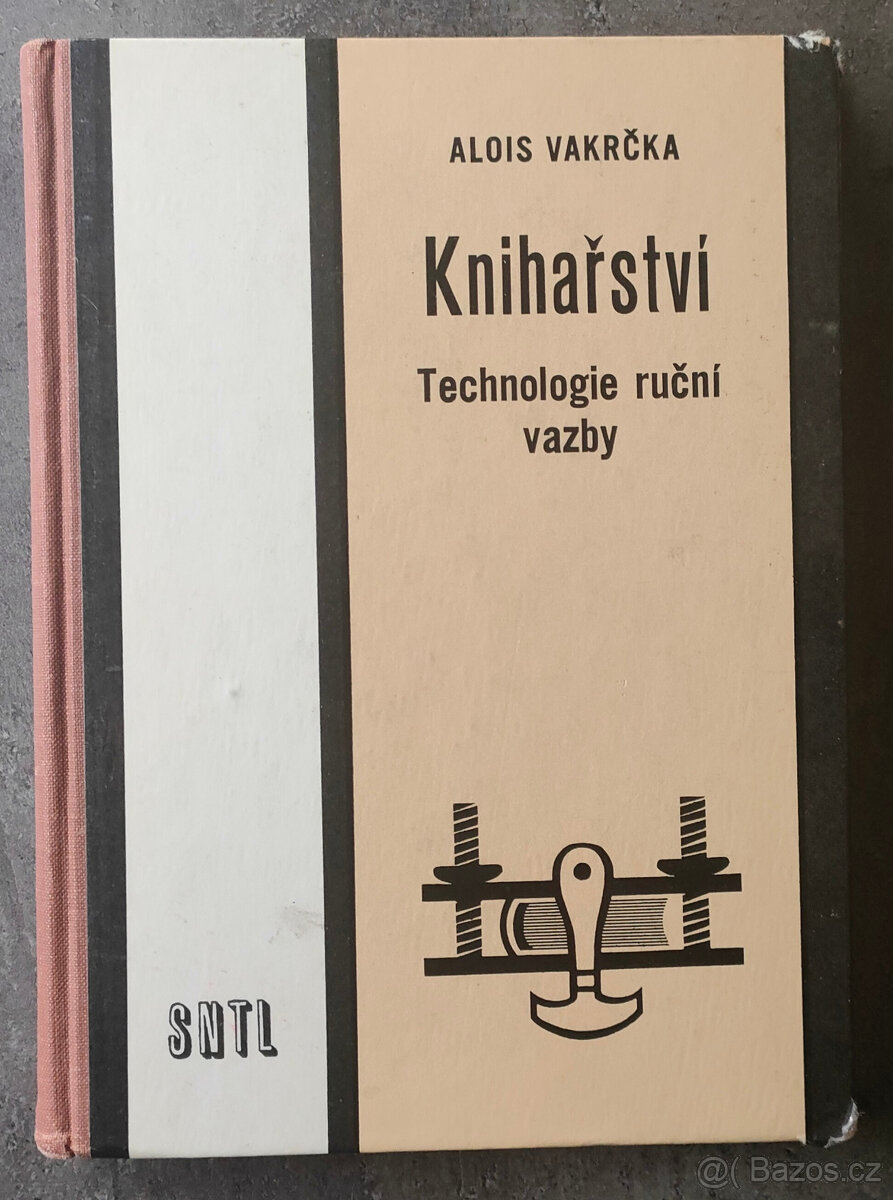 ALOIS VAKRČKA
Knihařství
Technologie ruční
vazby
SNTL
@( Bazos.cz